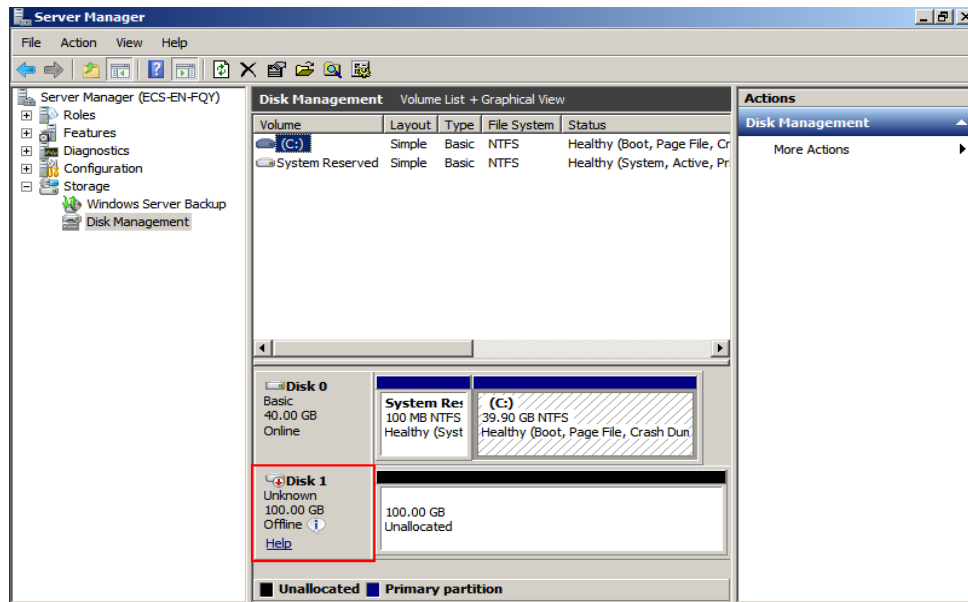 Server Manager
File Action View Help
Server Manager (ECS-EN-FQY)
Roles
Features
Diagnostics
Configuration
Storage
Windows Server Backup
Disk Management
Disk Management Volume List + Graphical View
Volume Layout Type File System Status
(C:) Simple Basic NTFS Healthy (Boot, Page File, Cr
System Reserved Simple Basic NTFS Healthy (System, Active, Pr
Disk 0
Basic
40.00 GB
Online
System Res
100 MB NTFS
Healthy (Syst
(C:)
39.90 GB NTFS
Healthy (Boot, Page File, Crash Dum
Disk 1
Unknown
100.00 GB
Offline
Help
100.00 GB
Unallocated
Unallocated Primary partition
Actions
Disk Management
More Actions